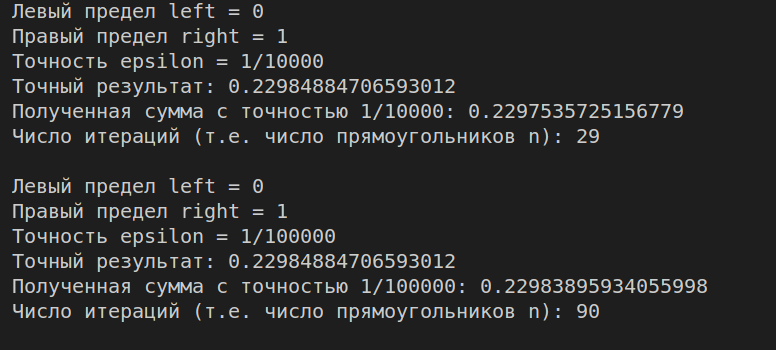 Левый предел left = 0
Правый предел right = 1
Точность epsilon = 1/10000
Точный результат: 0.22984884706593012
Полученная сумма с точностью 1/10000: 0.2297535725156779
Число итераций (т.е. число прямоугольников n): 29
Левый предел left = 0
Правый предел right = 1
Точность epsilon = 1/100000
Точный результат: 0.22984884706593012
Полученная сумма с точностью 1/100000: 0.22983895934055998
Число итераций (т.е. число прямоугольников n): 90